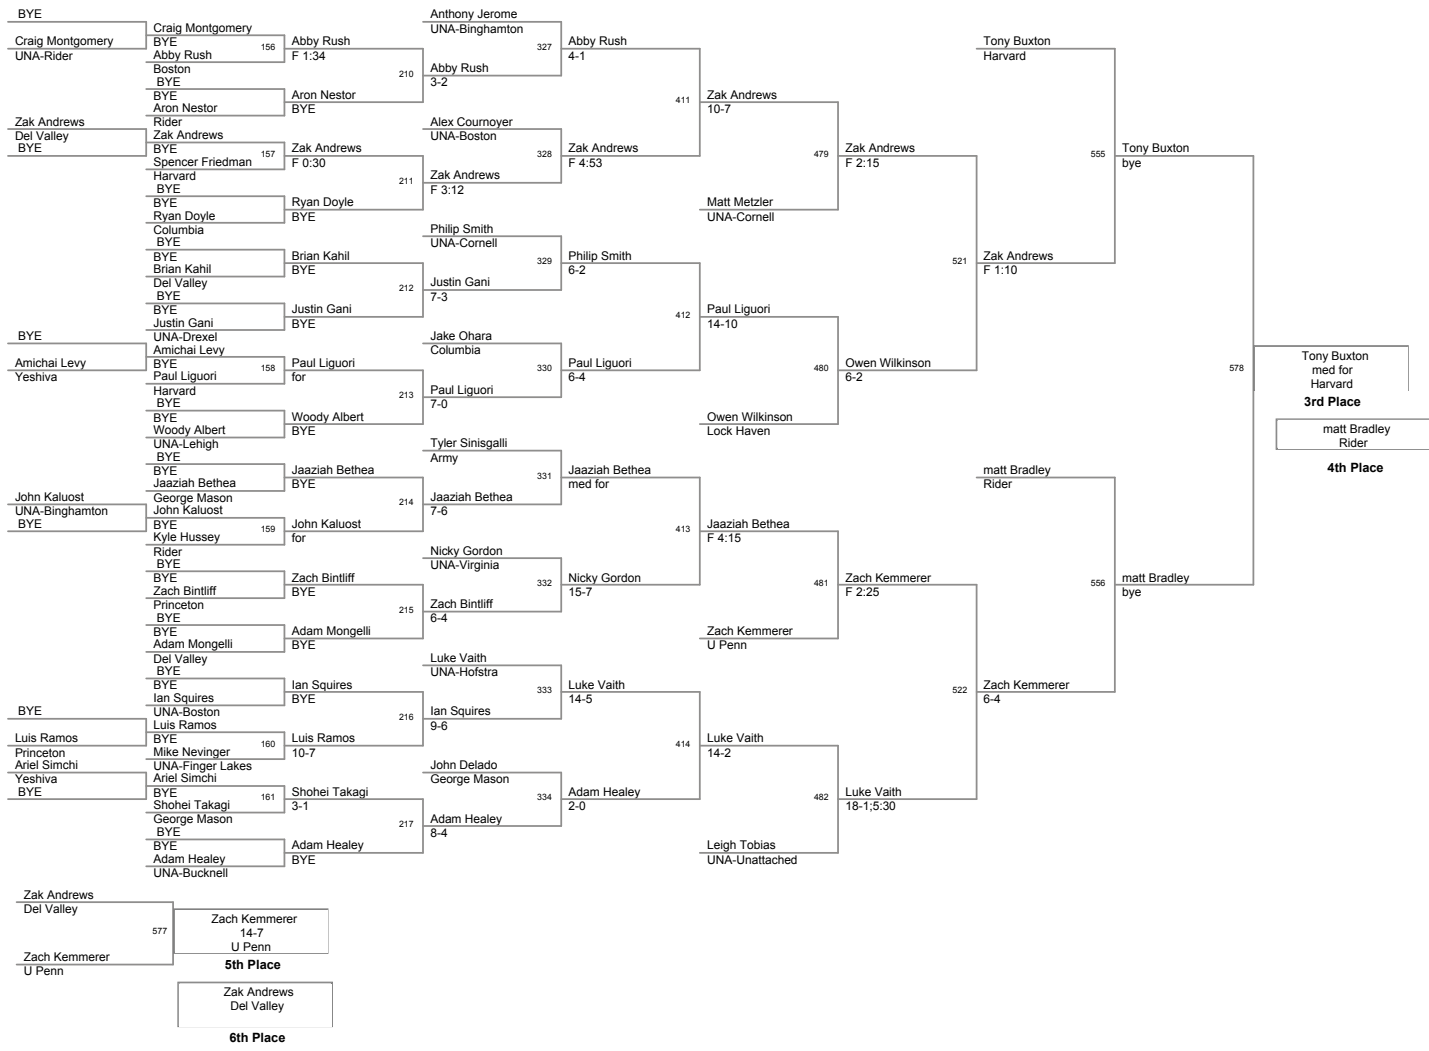 BYE
Craig Montgomery
UNA-Rider
Zak Andrews
Del Valley
BYE
BYE
Amichai Levy
Yeshiva
John Kaluost
UNA-Binghamton
BYE
BYE
Luis Ramos
Princeton
Ariel Simchi
Yeshiva
BYE
Craig Montgomery
BYE
156
Abby Rush
Boston
BYE
BYE
Aron Nestor
Rider
Zak Andrews
BYE
157
Spencer Friedman
Harvard
BYE
BYE
Ryan Doyle
Columbia
BYE
BYE
Brian Kahil
Del Valley
BYE
BYE
Justin Gani
UNA-Drexel
Amichai Levy
BYE
158
Paul Liguori
Harvard
BYE
BYE
Woody Albert
UNA-Lehigh
BYE
BYE
Jaaziah Bethea
George Mason
John Kaluost
BYE
159
Kyle Hussey
Rider
BYE
BYE
Zach Bintliff
Princeton
BYE
BYE
Adam Mongelli
Del Valley
BYE
BYE
Ian Squires
UNA-Boston
Luis Ramos
BYE
160
Mike Nevinger
UNA-Finger Lakes
Ariel Simchi
BYE
161
Shohei Takagi
George Mason
BYE
BYE
Adam Healey
UNA-Bucknell
Abby Rush
F 1:34
210
Aron Nestor
BYE
Zak Andrews
F 0:30
211
Ryan Doyle
BYE
Brian Kahil
BYE
212
Justin Gani
BYE
Paul Liguori
for
213
Woody Albert
BYE
Jaaziah Bethea
BYE
214
John Kaluost
for
Zach Bintliff
BYE
215
Adam Mongelli
BYE
Ian Squires
BYE
216
Luis Ramos
10-7
Shohei Takagi
3-1
217
Adam Healey
BYE
Anthony Jerome
UNA-Binghamton
327
Abby Rush
3-2
Alex Cournoyer
UNA-Boston
328
Zak Andrews
F 3:12
Philip Smith
UNA-Cornell
329
Justin Gani
7-3
Jake Ohara
Columbia
330
Paul Liguori
7-0
Tyler Sinisgalli
Army
331
Jaaziah Bethea
7-6
Nicky Gordon
UNA-Virginia
332
Zach Bintliff
6-4
Luke Vaith
UNA-Hofstra
333
Ian Squires
9-6
John Delado
George Mason
334
Adam Healey
8-4
Abby Rush
4-1
411
Zak Andrews
F 4:53
Philip Smith
6-2
412
Paul Liguori
6-4
Jaaziah Bethea
med for
413
Nicky Gordon
15-7
Luke Vaith
14-5
414
Adam Healey
2-0
Zak Andrews
10-7
479
Matt Metzler
UNA-Cornell
Paul Liguori
14-10
480
Owen Wilkinson
Lock Haven
Jaaziah Bethea
F 4:15
481
Zach Kemmerer
U Penn
Luke Vaith
14-2
482
Leigh Tobias
UNA-Unattached
Zak Andrews
F 2:15
521
Owen Wilkinson
6-2
Zach Kemmerer
F 2:25
522
Luke Vaith
18-1;5:30
Tony Buxton
Harvard
555
Zak Andrews
F 1:10
matt Bradley
Rider
556
Zach Kemmerer
6-4
Tony Buxton
bye
578
matt Bradley
bye
Tony Buxton
med for
Harvard
3rd Place
matt Bradley
Rider
4th Place
Zak Andrews
Del Valley
577
Zach Kemmerer
U Penn
Zach Kemmerer
14-7
U Penn
5th Place
Zak Andrews
Del Valley
6th Place